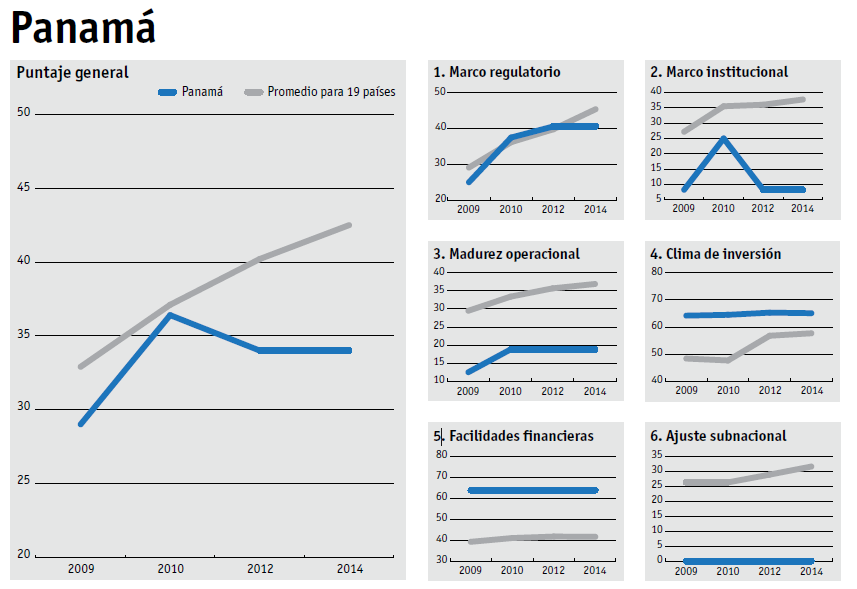 Panamá
Puntaje general
Panamá
Promedio para 19 países
50
45
40
35
30
25
20
2009 2010 2012 2014
1. Marco regulatorio
50
40
30
20
2009 2010 2012 2014
2. Marco institucional
40
35
30
25
20
15
10
5
2009 2010 2012 2014
3. Madurez operacional
40
35
30
25
20
15
10
2009 2010 2012 2014
4. Clima de inversión
80
70
60
50
40
2009 2010 2012 2014
5. Facilidades financieras
80
70
60
50
40
30
2009 2010 2012 2014
6. Ajuste subnacional
35
30
25
20
15
10
5
0
2009 2010 2012 2014